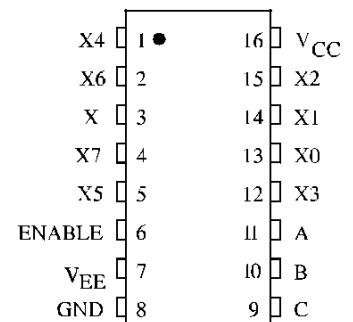 X4 1 16 VCC
X6 2 15 X2
X 3 14 X1
X7 4 13 X0
X5 5 12 X3
ENABLE 6 11 A
VEE 7 10 B
GND 8 9 C